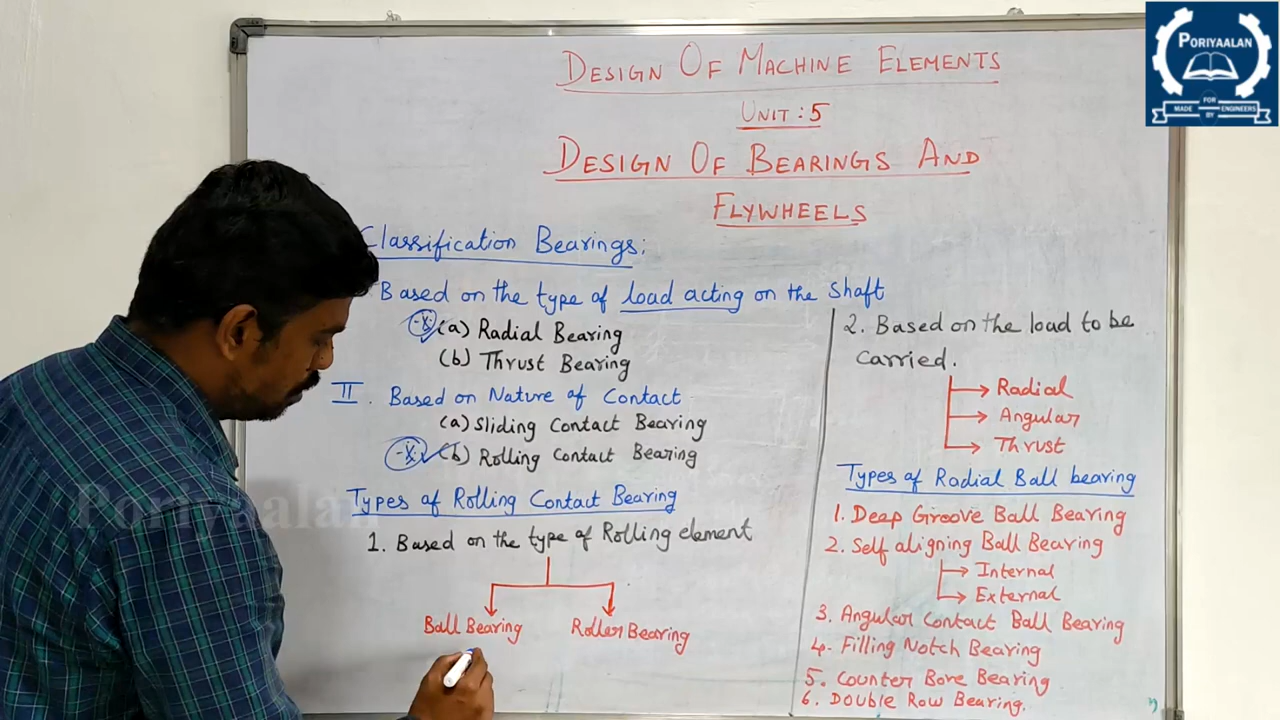 DESIGN OF MACHINE ELEMENTS
UNIT : 5
DESIGN OF BEARINGS AND
FLYWHEELS
Classification Bearings:
Based on the type of load acting on the shaft
(a) Radial Bearing
(b) Thrust Bearing
II. Based on Nature of Contact
(a) Sliding Contact Bearing
(b) Rolling Contact Bearing
Types of Rolling Contact Bearing
1. Based on the type of Rolling element
Ball Bearing Roller Bearing
2. Based on the load to be
carried.
Radial
Angular
Thrust
Types of Radial Ball bearing
1. Deep Groove Ball Bearing
2. Self aligning Ball Bearing
Internal
External
3. Angular Contact Ball Bearing
4. Filling Notch Bearing
5. Counter Bore Bearing
6. Double Row Bearing.
PORIYAALAN
MADE FOR BY ENGINEERS
Poriyaalan